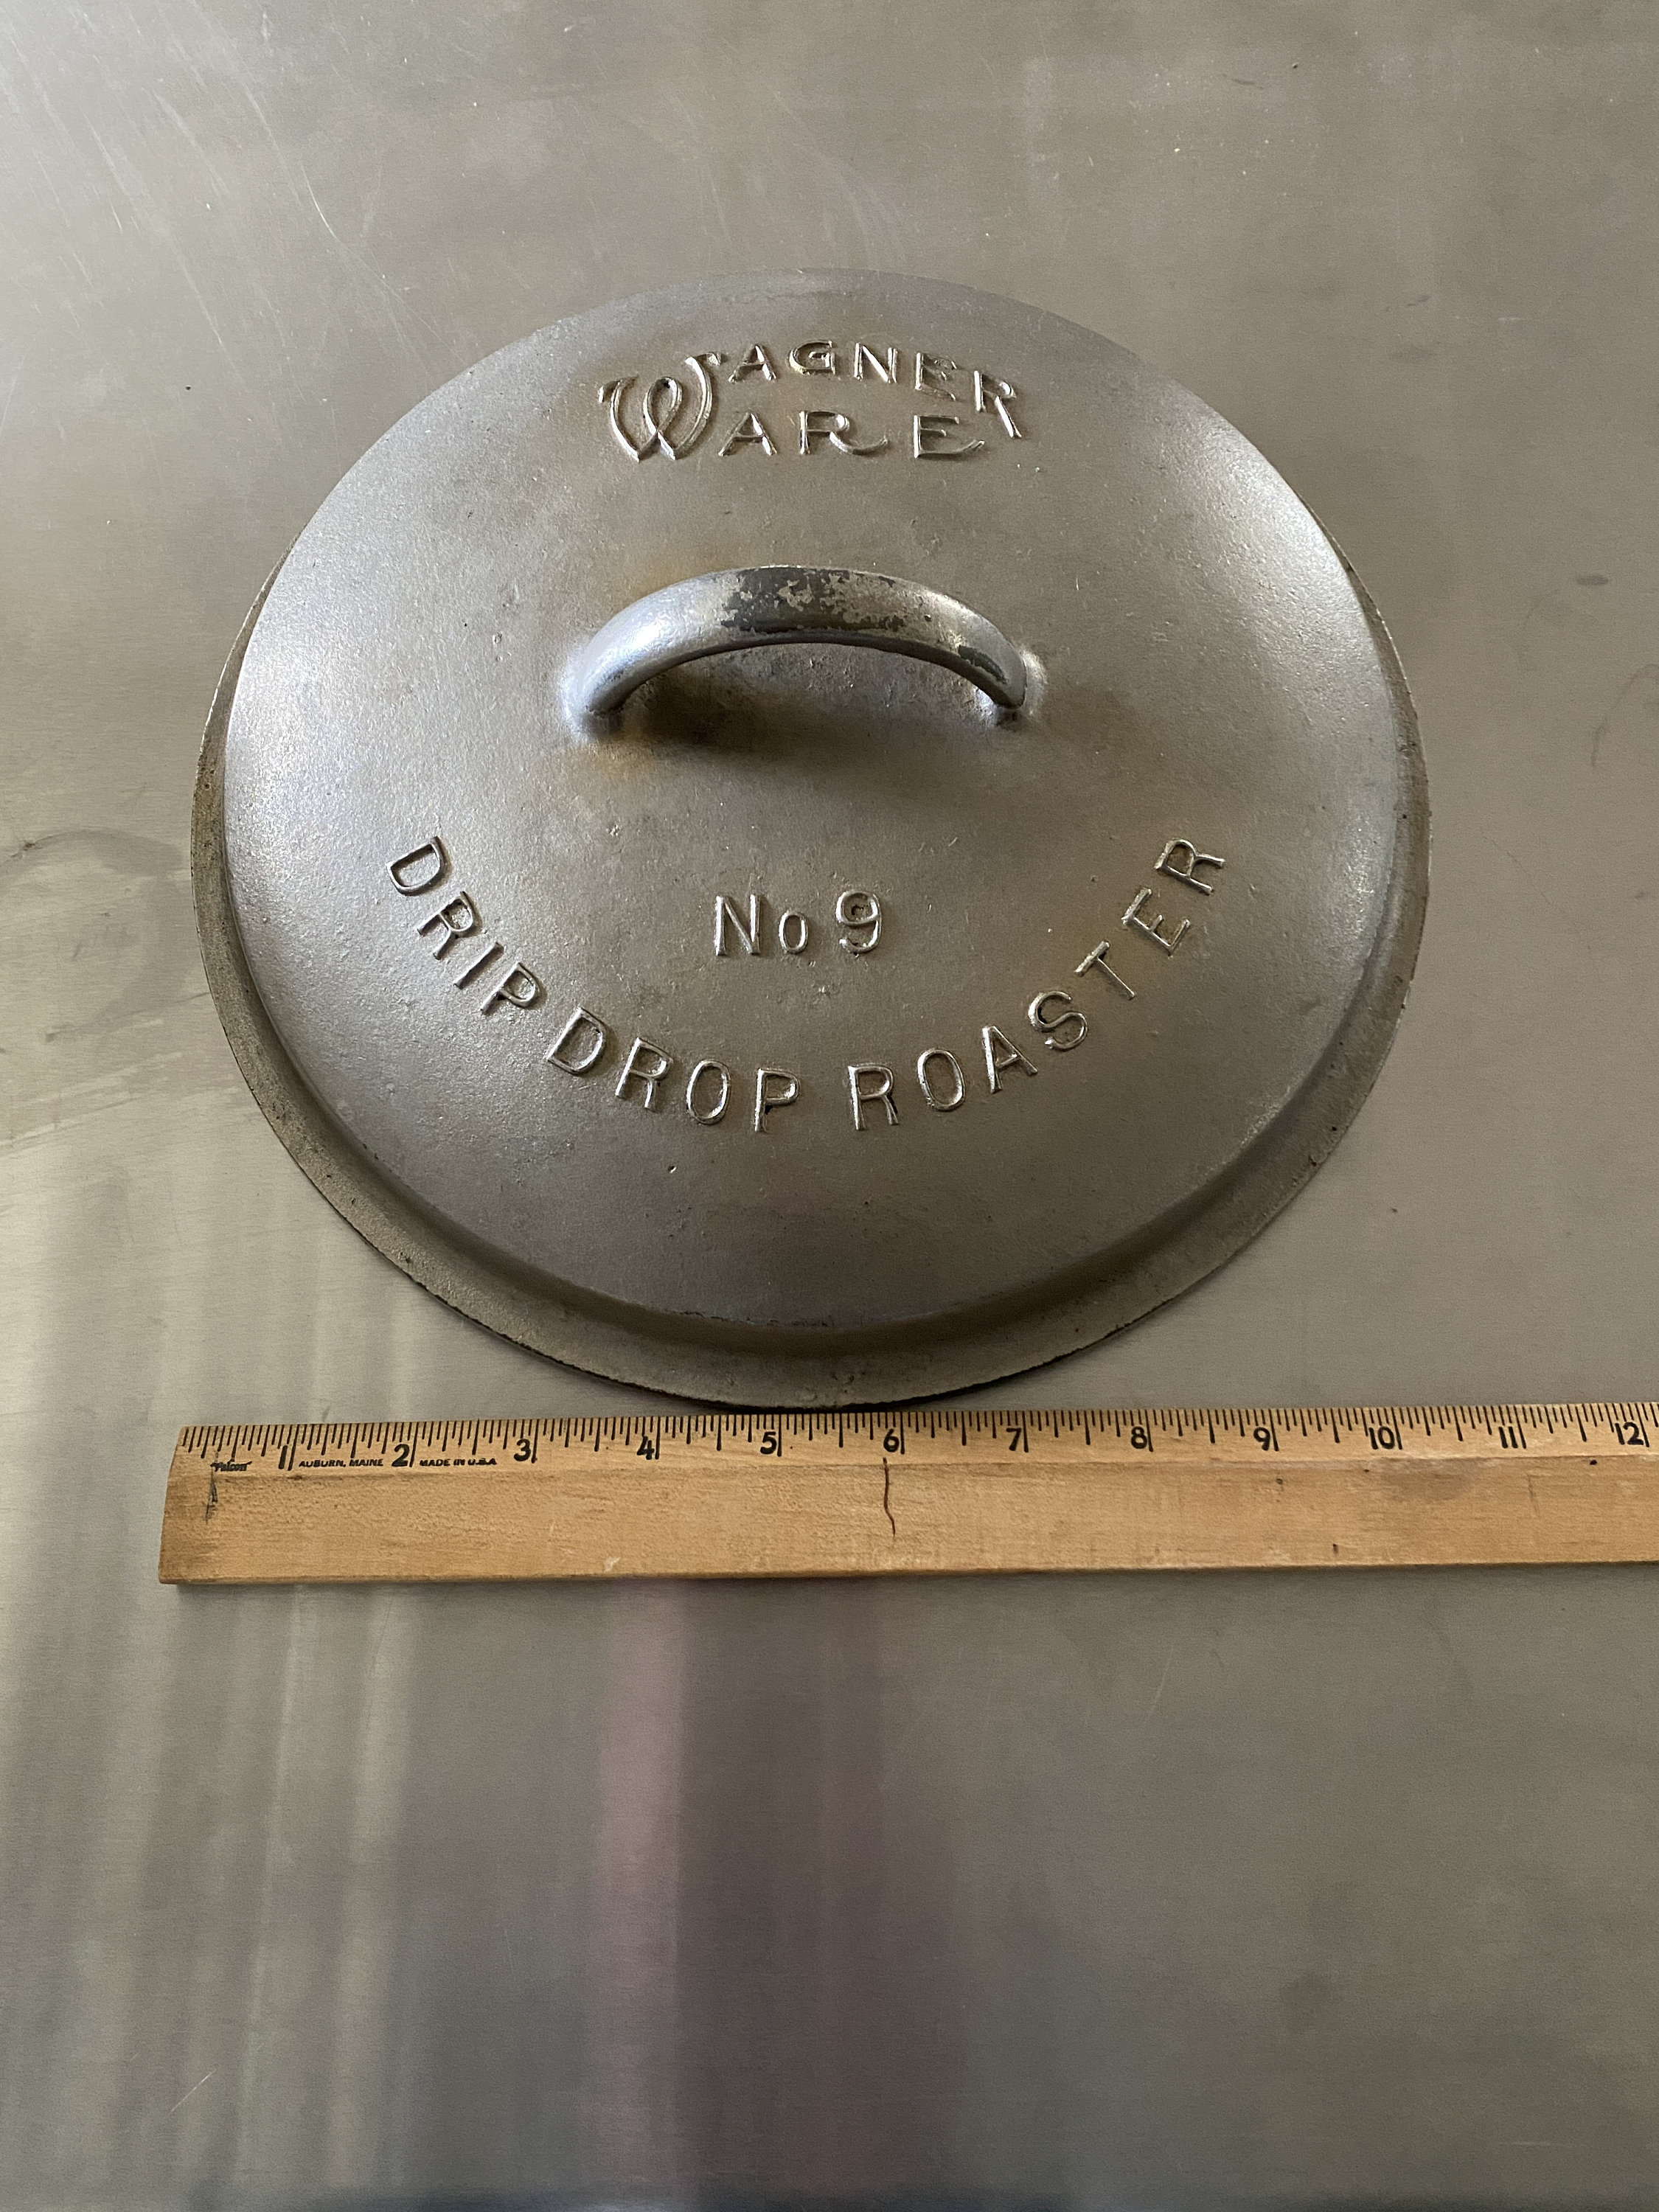 WAGNER
WARE
No 9
DRIP DROP ROASTER
1 2 3 4 5 6 7 8 9 10 11 12
Falcon AUBURN, MAINE MADE IN U.S.A